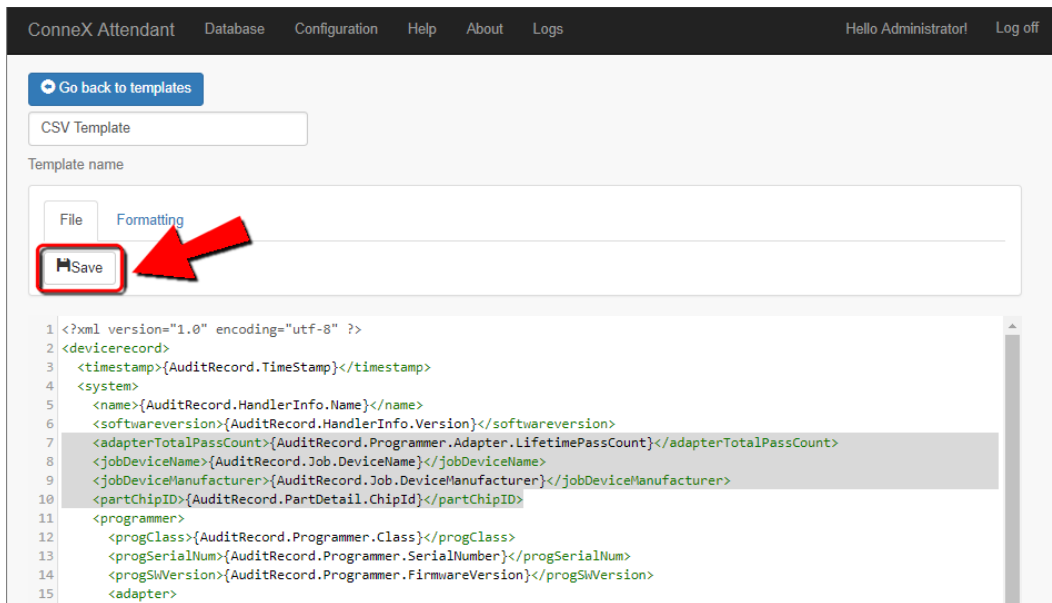 ConneX Attendant Database Configuration Help About Logs Hello Administrator! Log off
Go back to templates
CSV Template
Template name
File Formatting
Save
1 <?xml version="1.0" encoding="utf-8" ?>
2 <devicerecord>
3 <timestamp>{AuditRecord.TimeStamp}</timestamp>
4 <system>
5 <name>{AuditRecord.HandlerInfo.Name}</name>
6 <softwareversion>{AuditRecord.HandlerInfo.Version}</softwareversion>
7 <adapterTotalPassCount>{AuditRecord.Programmer.Adapter.LifetimePassCount}</adapterTotalPassCount>
8 <jobDeviceName>{AuditRecord.Job.DeviceName}</jobDeviceName>
9 <jobDeviceManufacturer>{AuditRecord.Job.DeviceManufacturer}</jobDeviceManufacturer>
10 <partChipID>{AuditRecord.PartDetail.ChipId}</partChipID>
11 <programmer>
12 <progClass>{AuditRecord.Programmer.Class}</progClass>
13 <progSerialNum>{AuditRecord.Programmer.SerialNumber}</progSerialNum>
14 <progSWVersion>{AuditRecord.Programmer.FirmwareVersion}</progSWVersion>
15 <adapter>